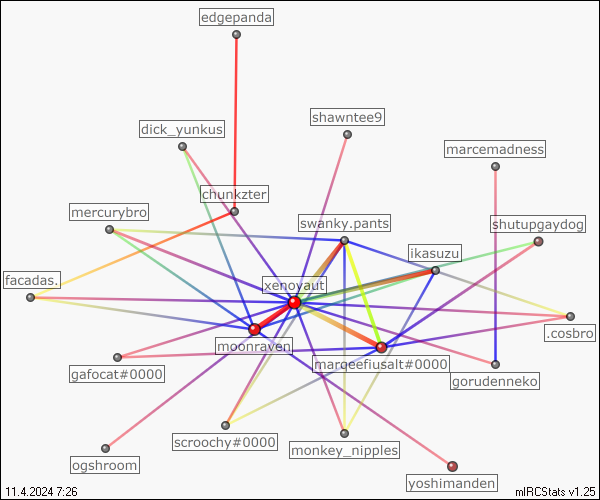 edgepanda
shawntee9
dick_yunkus
marcemadness
chunkzter
mercurybro
swanky.pants
shutupgaydog
ikasuzu
facadas.
xenoyaut
.cosbro
moonraven
marqeefiusalt#0000
gafocat#0000
gorudenneko
scroochy#0000
monkey_nipples
ogshroom
yoshimanden
11.4.2024 7:26
mIRCStats v1.25